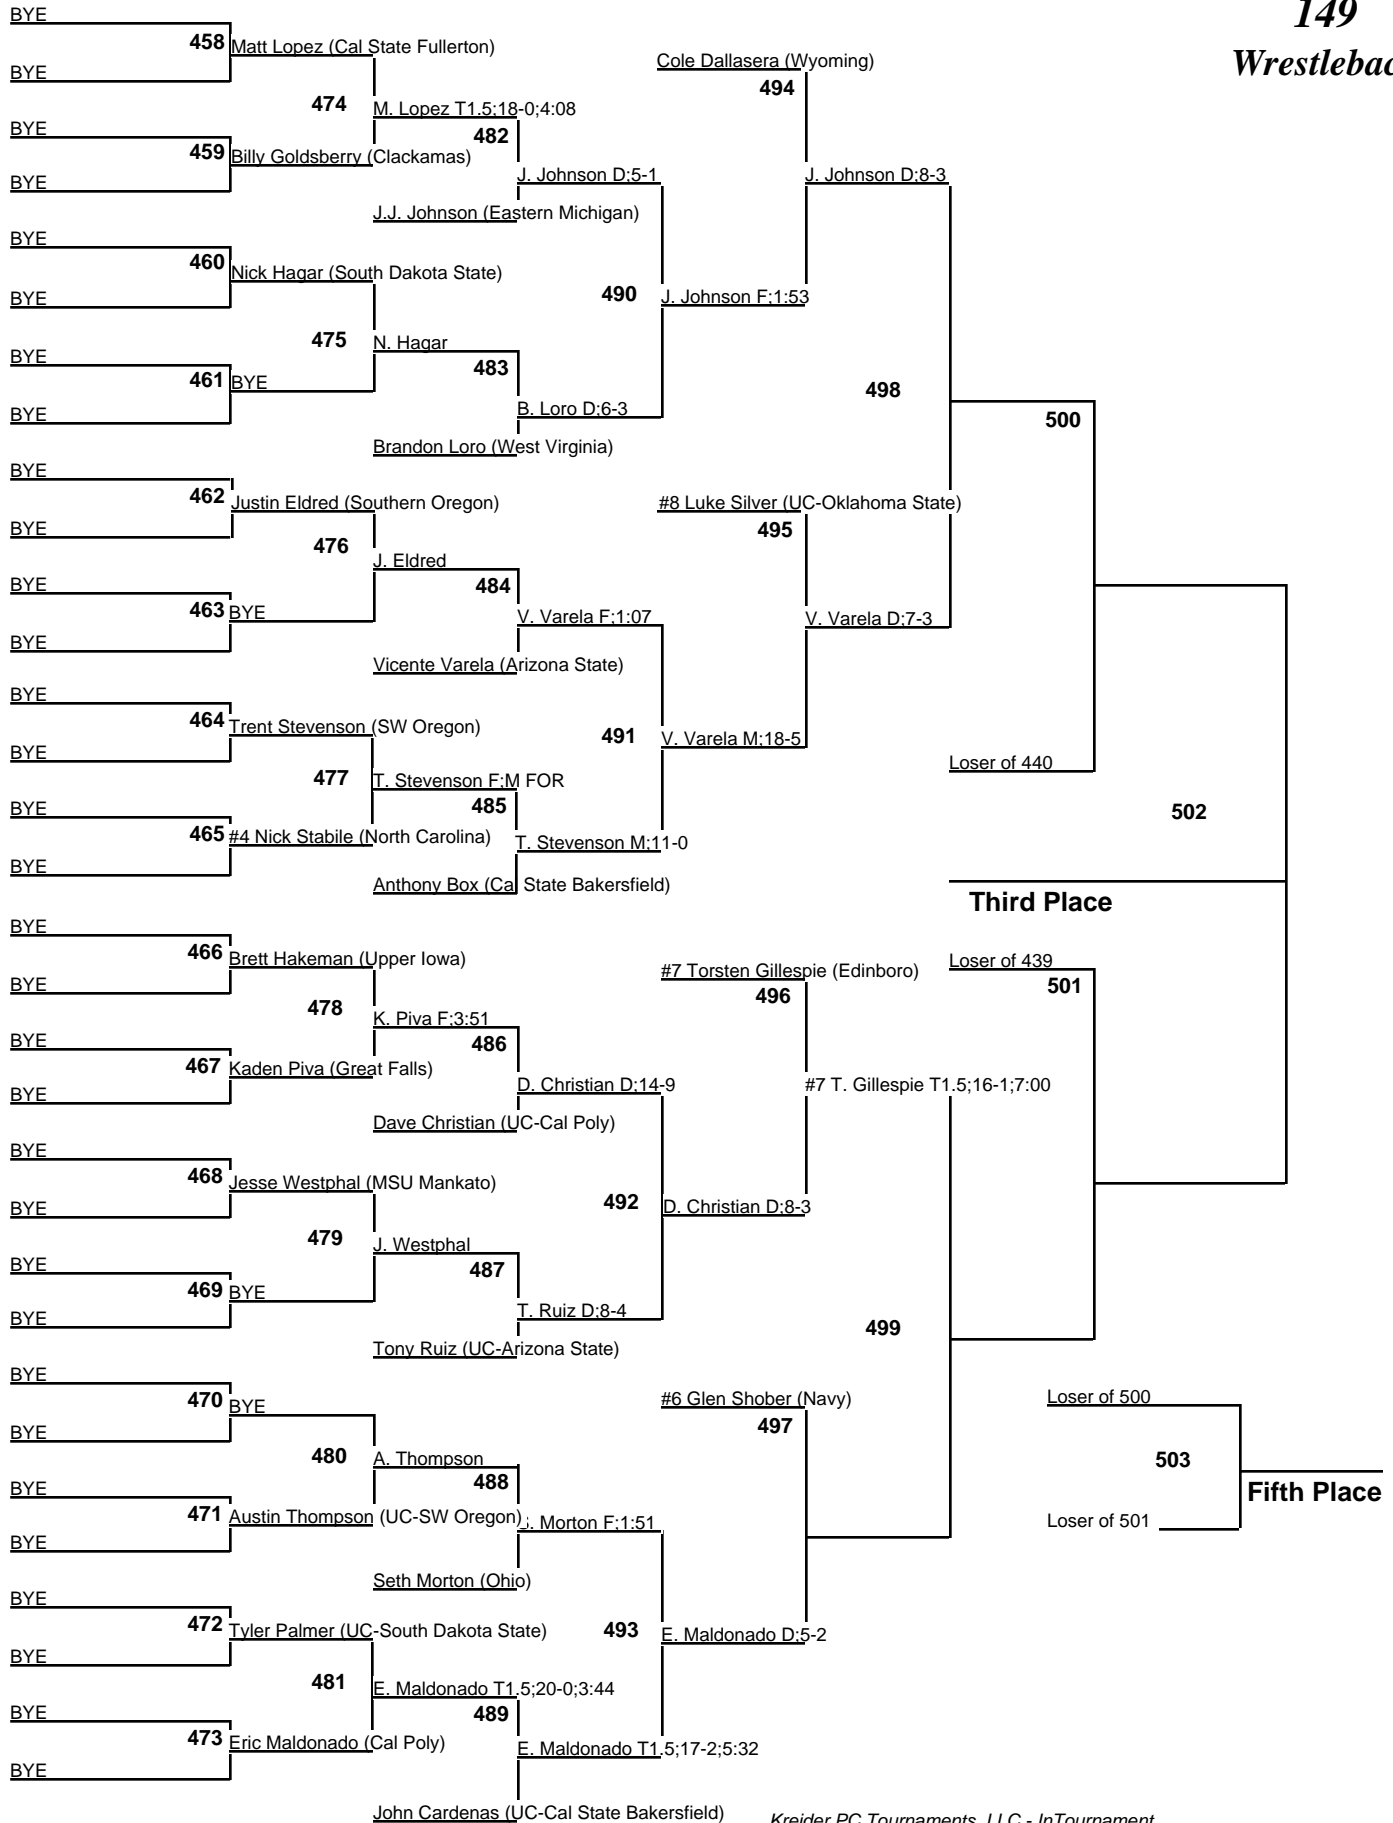 149
BYE
458 Matt Lopez (Cal State Fullerton)
Cole Dallasera (Wyoming)
BYE
494
474 M. Lopez T1.5;18-0;4:08
BYE
482
459 Billy Goldsberry (Clackamas)
BYE
J. Johnson D;5-1
J. Johnson D;8-3
J.J. Johnson (Eastern Michigan)
BYE
460 Nick Hagar (South Dakota State)
BYE
490 J. Johnson F;1:53
475 N. Hagar
BYE
483
461 BYE
498
BYE
B. Loro D;6-3
500
Brandon Loro (West Virginia)
BYE
462 Justin Eldred (Southern Oregon)
#8 Luke Silver (UC-Oklahoma State)
BYE
495
476 J. Eldred
BYE
484
463 BYE
V. Varela F;1:07
V. Varela D;7-3
BYE
Vicente Varela (Arizona State)
BYE
464 Trent Stevenson (SW Oregon)
491 V. Varela M;18-5
BYE
Loser of 440
477 T. Stevenson F;M FOR
BYE
485
502
465 #4 Nick Stabile (North Carolina)
T. Stevenson M;11-0
BYE
Anthony Box (Cal State Bakersfield)
Third Place
BYE
466 Brett Hakeman (Upper Iowa)
#7 Torsten Gillespie (Edinboro)
Loser of 439
BYE
496
501
478 K. Piva F;3:51
BYE
486
467 Kaden Piva (Great Falls)
BYE
D. Christian D;14-9
#7 T. Gillespie T1.5;16-1;7:00
Dave Christian (UC-Cal Poly)
BYE
468 Jesse Westphal (MSU Mankato)
BYE
492 D. Christian D;8-3
479 J. Westphal
BYE
487
469 BYE
BYE
T. Ruiz D;8-4
499
Tony Ruiz (UC-Arizona State)
BYE
470 BYE
#6 Glen Shober (Navy)
Loser of 500
BYE
497
480 A. Thompson
503
BYE
488
Fifth Place
471 Austin Thompson (UC-SW Oregon)
Morton F;1:51
Loser of 501
BYE
Seth Morton (Ohio)
BYE
472 Tyler Palmer (UC-South Dakota State)
493 E. Maldonado D;5-2
BYE
481 E. Maldonado T1.5;20-0;3:44
BYE
489
473 Eric Maldonado (Cal Poly)
E. Maldonado T1.5;17-2;5:32
BYE
John Cardenas (UC-Cal State Bakersfield)
Kreider PC Tournaments, LLC - InTournament